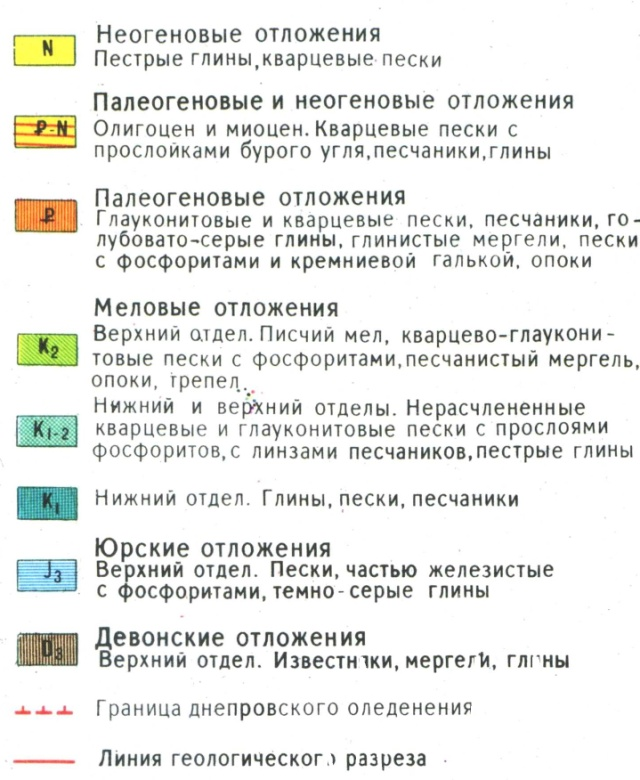 Неогеновые отложения
N
Пестрые глины, кварцевые пески
Палеогеновые и неогеновые отложения
₽-N
Олигоцен и миоцен. Кварцевые пески с
прослойками бурого угля, песчаники, глины
Палеогеновые отложения
₽
Глауконитовые и кварцевые пески, песчаники, го-
лубовато-серые глины, глинистые мергели, пески
с фосфоритами и кремниевой галькой, опоки
Меловые отложения
K2
Верхний отдел. Писчий мел, кварцево-глаукони-
товые пески с фосфоритами, песчанистый мергель,
опоки, трепел.
K1-2
Нижний и верхний отделы. Нерасчлененные
кварцевые и глауконитовые пески с прослоями
фосфоритов, с линзами песчаников, пестрые глины
K1
Нижний отдел. Глины, пески, песчаники
Юрские отложения
J3
Верхний отдел. Пески, частью железистые
с фосфоритами, темно-серые глины
Девонские отложения
D3
Верхний отдел. Известняки, мергели, глины
Граница днепровского оледенения
Линия геологического разреза